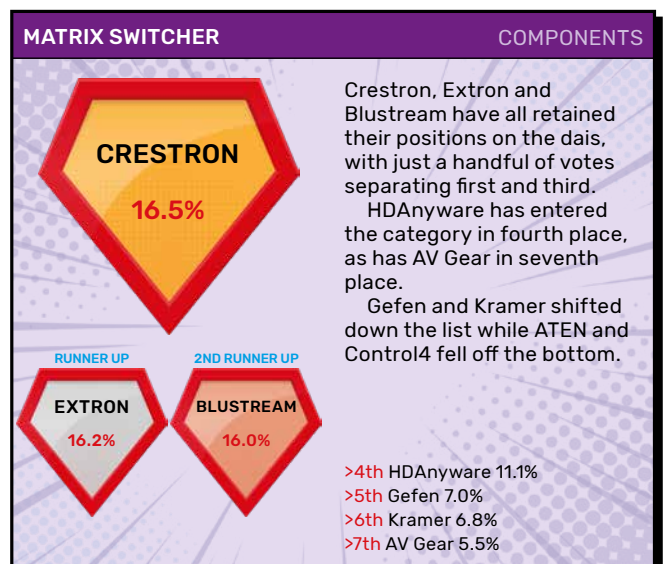 MATRIX SWITCHER
COMPONENTS
CRESTRON
16.5%
RUNNER UP
EXTRON
16.2%
2ND RUNNER UP
BLUSTREAM
16.0%
Crestron, Extron and
Blustream have all retained
their positions on the dais,
with just a handful of votes
separating first and third.
HDAnyware has entered
the category in fourth place,
as has AV Gear in seventh
place.
Gefen and Kramer shifted
down the list while ATEN and
Control4 fell off the bottom.
>4th HDAnyware 11.1%
>5th Gefen 7.0%
>6th Kramer 6.8%
>7th AV Gear 5.5%